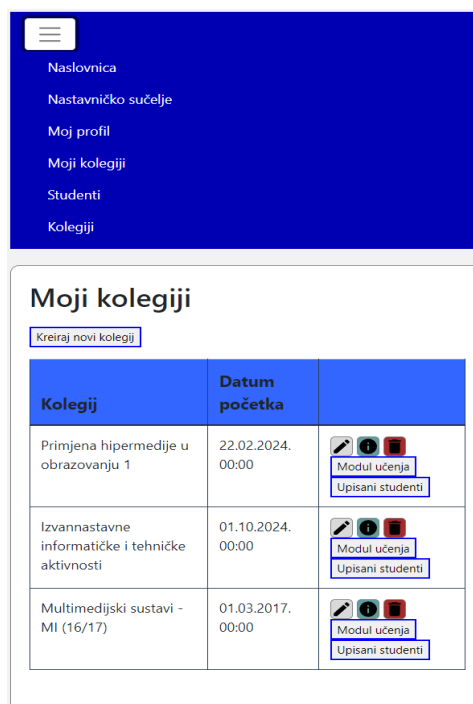 Naslovnica
Nastavničko sučelje
Moj profil
Moji kolegiji
Studenti
Kolegiji
Moji kolegiji
Kreiraj novi kolegij
Kolegij
Datum
početka
Primjena hipermedije u
obrazovanju 1
22.02.2024.
00:00
Modul učenja
Upisani studenti
Izvannastavne
informatičke i tehničke
aktivnosti
01.10.2024.
00:00
Modul učenja
Upisani studenti
Multimedijski sustavi -
MI (16/17)
01.03.2017.
00:00
Modul učenja
Upisani studenti